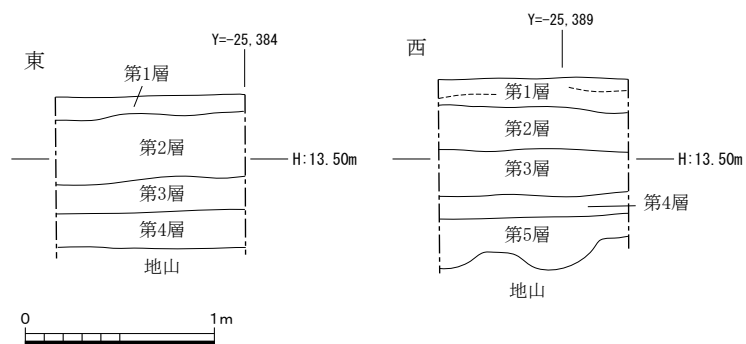 東
Y=-25,384
第1層
第2層
H:13.50m
第3層
第4層
地山
西
Y=-25,389
第1層
第2層
H:13.50m
第3層
第4層
第5層
地山
0 1m